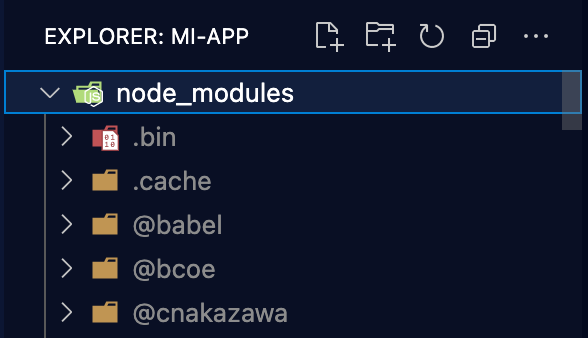 EXPLORER: MI-APP
node_modules
.bin
.cache
@babel
@bcoe
@cnakazawa